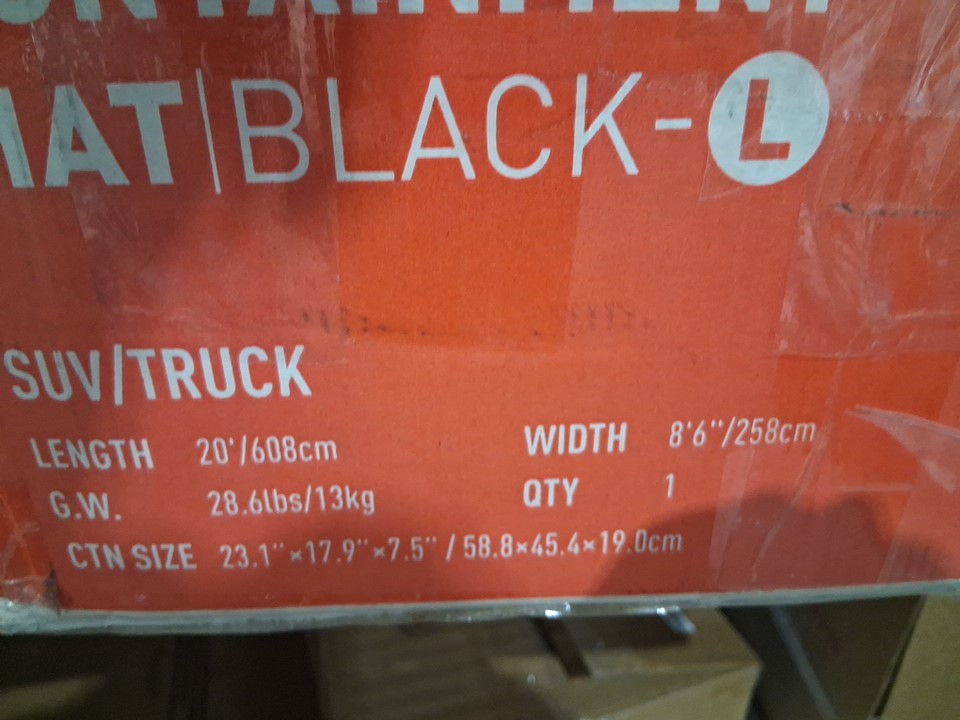 MAT|BLACK-L
SUV/TRUCK
LENGTH 20'/608cm WIDTH 8'6"/258cm
G.W. 28.6lbs/13kg QTY 1
CTN SIZE 23.1"×17.9"×7.5" / 58.8×45.4×19.0cm